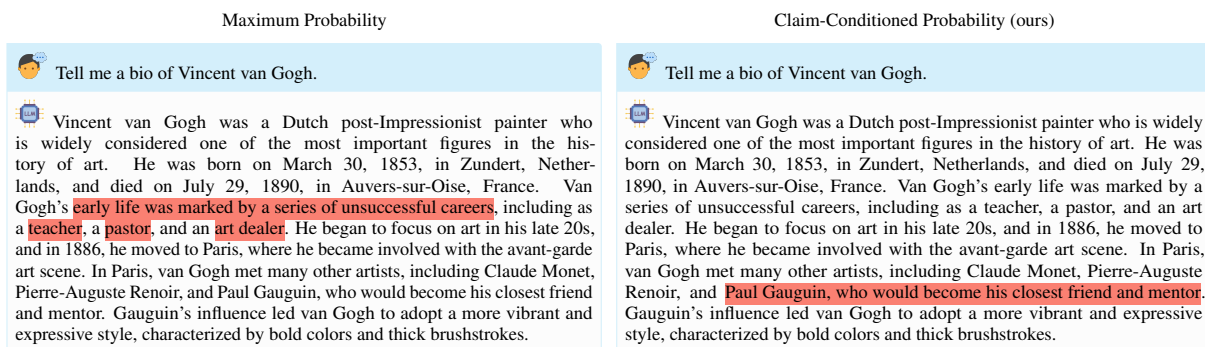 Maximum Probability
Tell me a bio of Vincent van Gogh.
LLM
Vincent van Gogh was a Dutch post-Impressionist painter who
is widely considered one of the most important figures in the his-
tory of art. He was born on March 30, 1853, in Zundert, Nether-
lands, and died on July 29, 1890, in Auvers-sur-Oise, France. Van
Gogh's early life was marked by a series of unsuccessful careers, including as
a teacher, a pastor, and an art dealer. He began to focus on art in his late 20s,
and in 1886, he moved to Paris, where he became involved with the avant-garde
art scene. In Paris, van Gogh met many other artists, including Claude Monet,
Pierre-Auguste Renoir, and Paul Gauguin, who would become his closest friend
and mentor. Gauguin's influence led van Gogh to adopt a more vibrant and
expressive style, characterized by bold colors and thick brushstrokes.
Claim-Conditioned Probability (ours)
Tell me a bio of Vincent van Gogh.
LLM
Vincent van Gogh was a Dutch post-Impressionist painter who is widely
considered one of the most important figures in the history of art. He was
born on March 30, 1853, in Zundert, Netherlands, and died on July 29,
1890, in Auvers-sur-Oise, France. Van Gogh's early life was marked by a
series of unsuccessful careers, including as a teacher, a pastor, and an art
dealer. He began to focus on art in his late 20s, and in 1886, he moved to
Paris, where he became involved with the avant-garde art scene. In Paris,
van Gogh met many other artists, including Claude Monet, Pierre-Auguste
Renoir, and Paul Gauguin, who would become his closest friend and mentor.
Gauguin's influence led van Gogh to adopt a more vibrant and expressive
style, characterized by bold colors and thick brushstrokes.